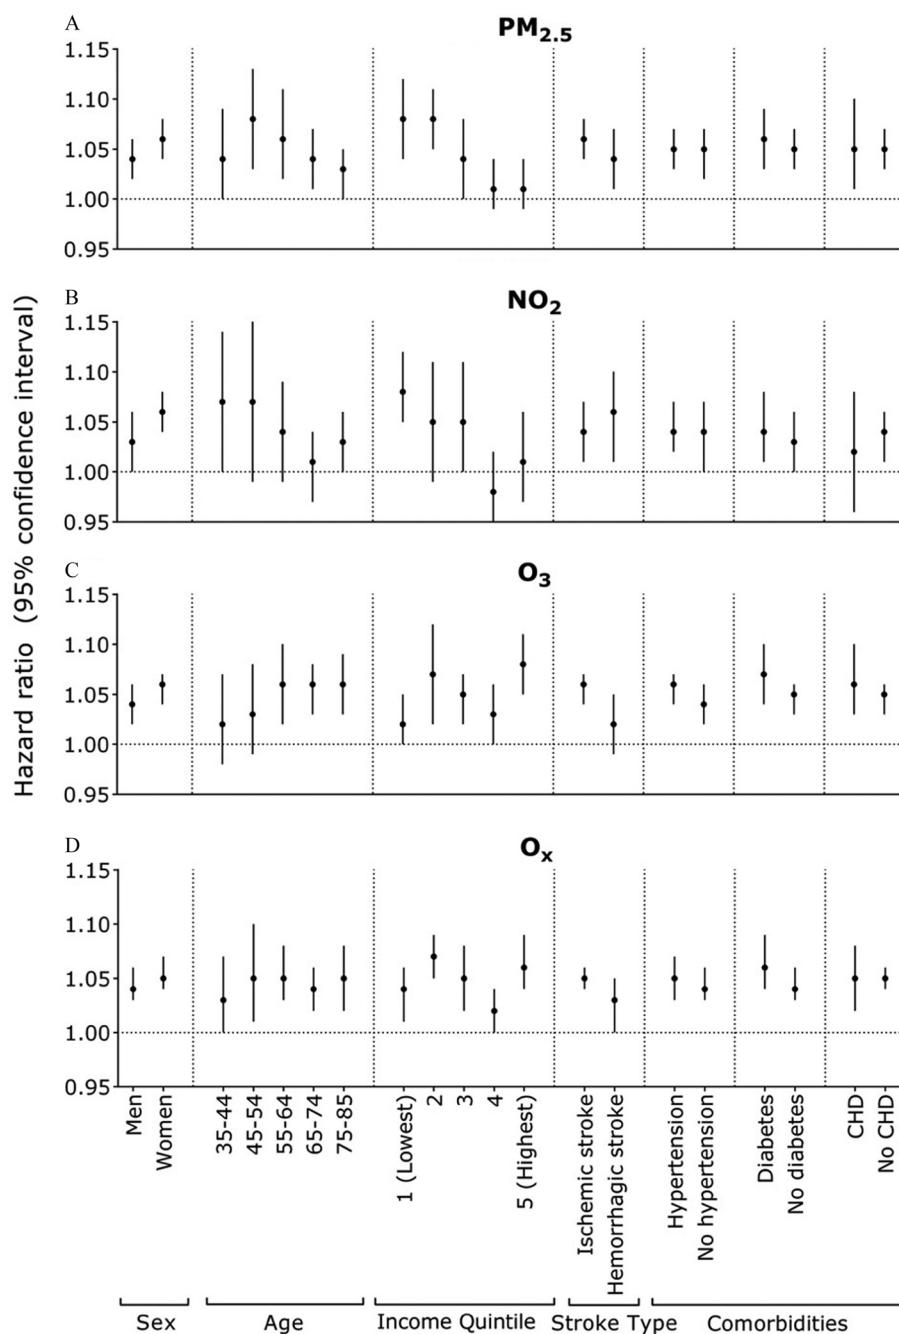 A
PM2.5
1.15
1.10
1.05
1.00
0.95
B
NO2
1.15
1.10
1.05
1.00
0.95
C
O3
1.15
1.10
1.05
1.00
0.95
D
Ox
1.15
1.10
1.05
1.00
0.95
Hazard ratio (95% confidence interval)
Men
Women
35-44
45-54
55-64
65-74
75-85
1 (Lowest)
2
3
4
5 (Highest)
Ischemic stroke
Hemorrhagic stroke
Hypertension
No hypertension
Diabetes
No diabetes
CHD
No CHD
Sex
Age
Income Quintile
Stroke Type
Comorbidities